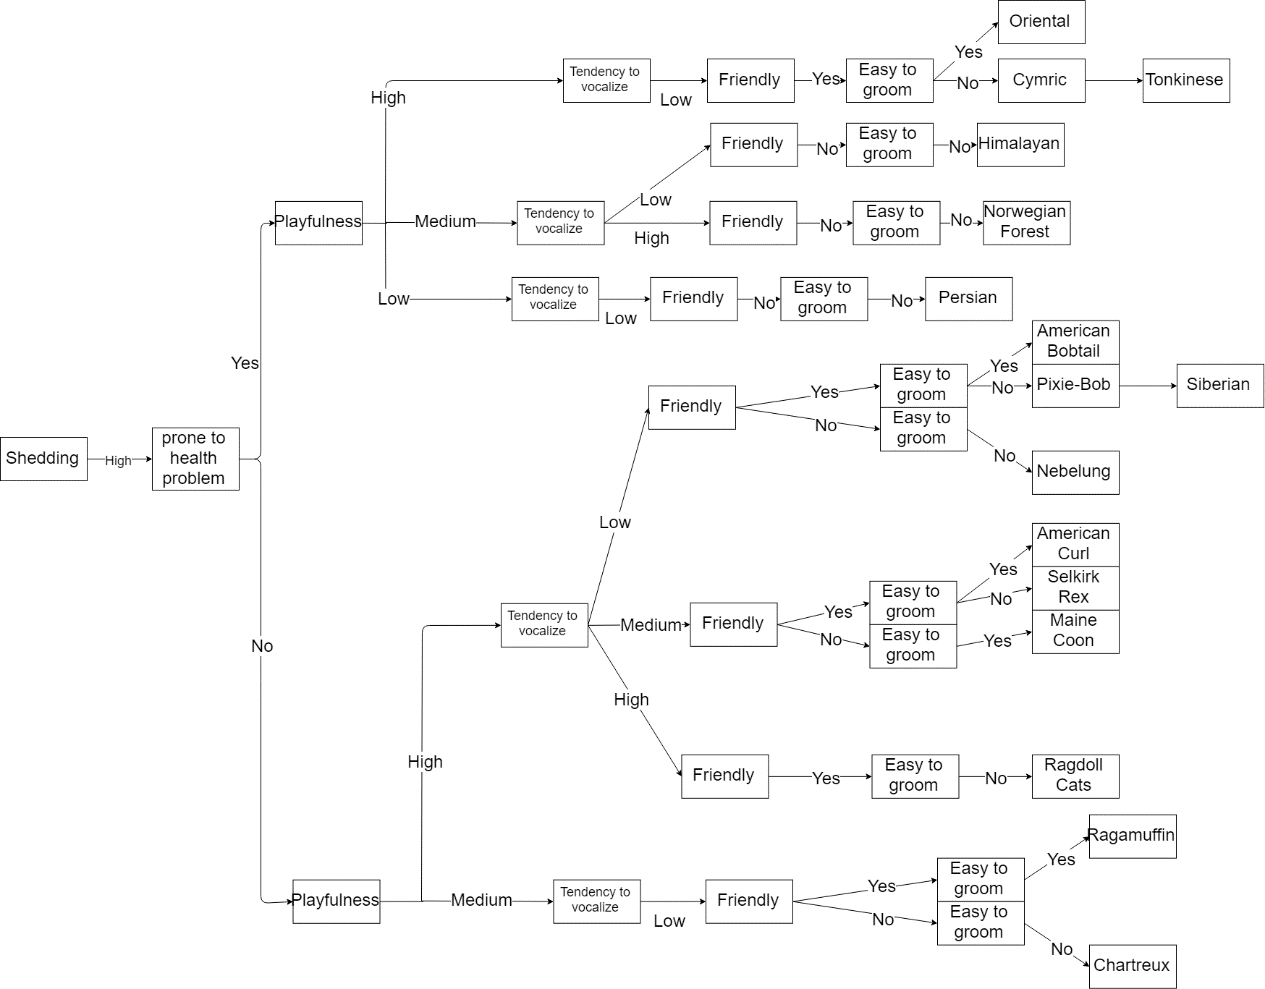 Oriental
Yes
Tendency to
vocalize
Low
Friendly
Yes
Easy to
groom
No
Cymric
Tonkinese
High
Friendly
No
Easy to
groom
No
Himalayan
Low
Playfulness
Medium
Tendency to
vocalize
High
Friendly
No
Easy to
groom
No
Norwegian
Forest
Low
Tendency to
vocalize
Low
Friendly
No
Easy to
groom
No
Persian
Yes
American
Bobtail
Yes
Easy to
groom
No
Pixie-Bob
Siberian
Friendly
Yes
No
Easy to
groom
No
Nebelung
Shedding
High
prone to
health
problem
Low
American
Curl
Yes
Easy to
groom
No
Selkirk
Rex
Tendency to
vocalize
Medium
Friendly
Yes
No
Easy to
groom
Yes
Maine
Coon
No
High
High
Friendly
Yes
Easy to
groom
No
Ragdoll
Cats
Ragamuffin
Yes
Playfulness
Medium
Tendency to
vocalize
Low
Friendly
Yes
Easy to
groom
No
Easy to
groom
No
Chartreux